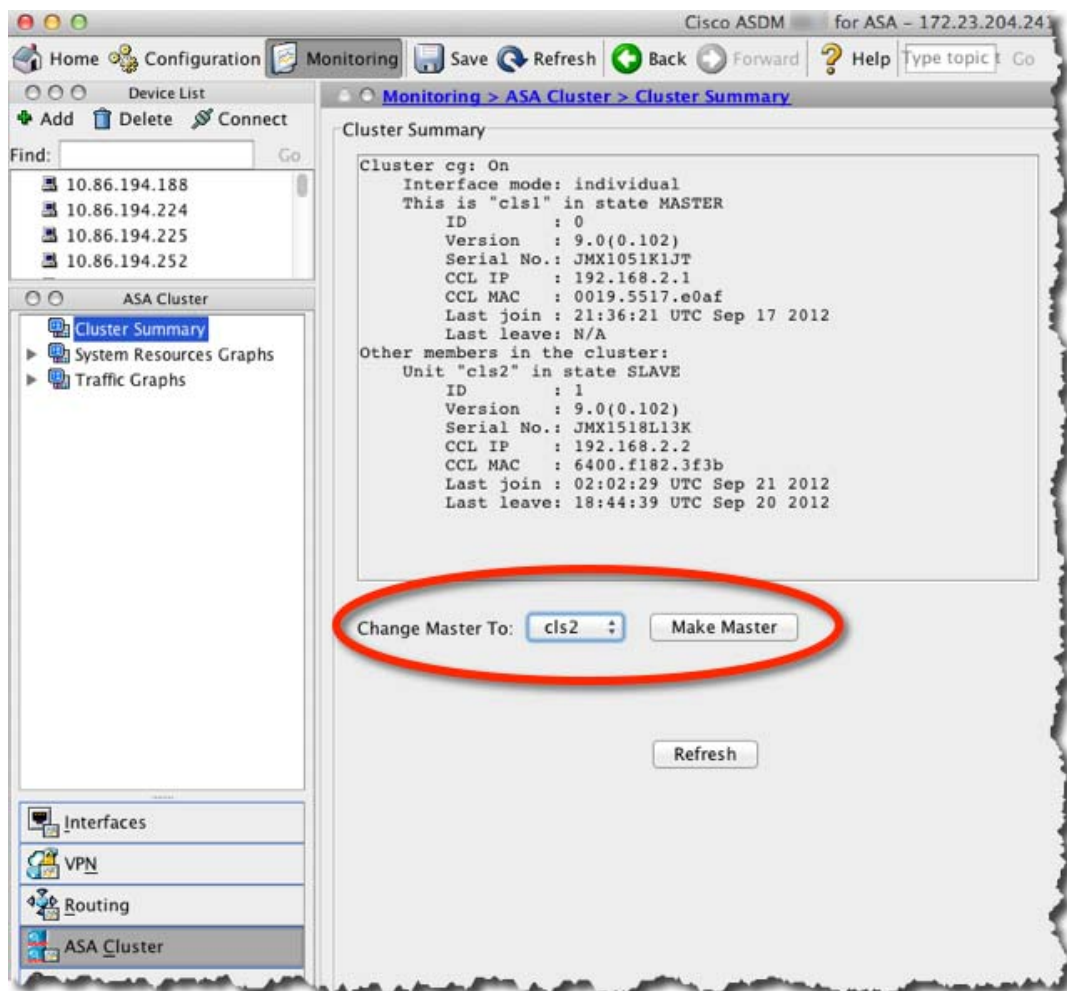 Cisco ASDM for ASA – 172.23.204.241
Home Configuration Monitoring Save Refresh Back Forward Help Type topic t Go
Device List
Add Delete Connect
Find: Go
10.86.194.188
10.86.194.224
10.86.194.225
10.86.194.252
ASA Cluster
Cluster Summary
System Resources Graphs
Traffic Graphs
Interfaces
VPN
Routing
ASA Cluster
Monitoring > ASA Cluster > Cluster Summary
Cluster Summary
Cluster cg: On
Interface mode: individual
This is "cls1" in state MASTER
ID : 0
Version : 9.0(0.102)
Serial No.: JMX1051K1JT
CCL IP : 192.168.2.1
CCL MAC : 0019.5517.e0af
Last join : 21:36:21 UTC Sep 17 2012
Last leave: N/A
Other members in the cluster:
Unit "cls2" in state SLAVE
ID : 1
Version : 9.0(0.102)
Serial No.: JMX1518L13K
CCL IP : 192.168.2.2
CCL MAC : 6400.f182.3f3b
Last join : 02:02:29 UTC Sep 21 2012
Last leave: 18:44:39 UTC Sep 20 2012
Change Master To: cls2 Make Master
Refresh